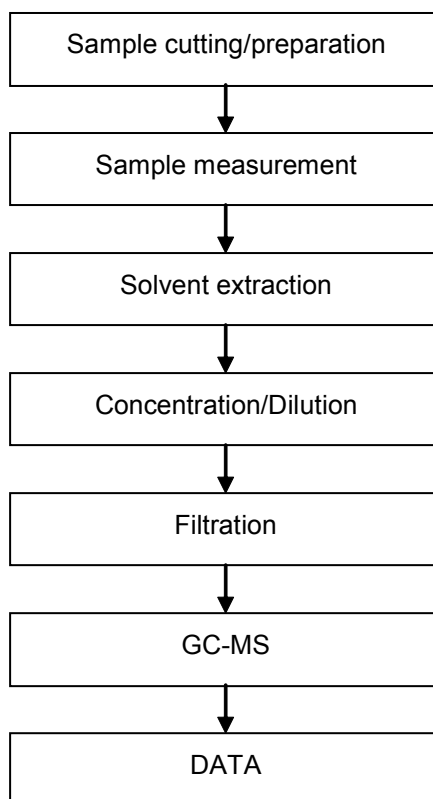 Sample cutting/preparation
Sample measurement
Solvent extraction
Concentration/Dilution
Filtration
GC-MS
DATA